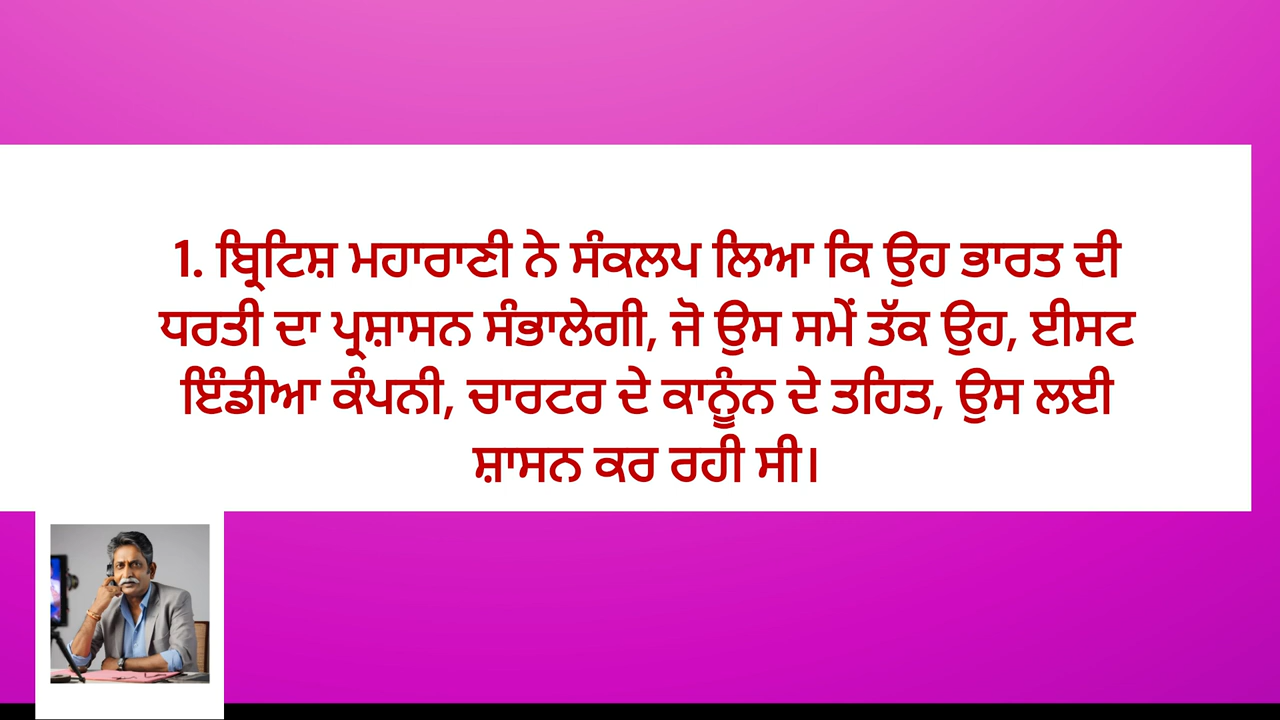 1. ਬ੍ਰਿਟਿਸ਼ ਮਹਾਰਾਣੀ ਨੇ ਸੰਕਲਪ ਲਿਆ ਕਿ ਉਹ ਭਾਰਤ ਦੀ
ਧਰਤੀ ਦਾ ਪ੍ਰਸ਼ਾਸਨ ਸੰਭਾਲੇਗੀ, ਜੋ ਉਸ ਸਮੇਂ ਤੱਕ ਉਹ, ਈਸਟ
ਇੰਡੀਆ ਕੰਪਨੀ, ਚਾਰਟਰ ਦੇ ਕਾਨੂੰਨ ਦੇ ਤਹਿਤ, ਉਸ ਲਈ
ਸ਼ਾਸਨ ਕਰ ਰਹੀ ਸੀ।